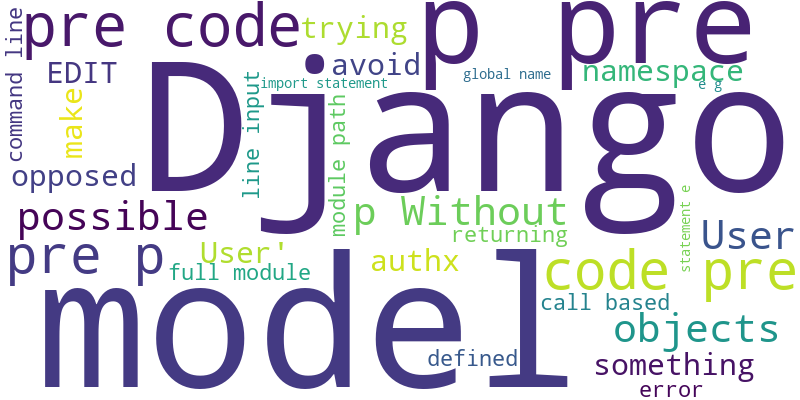 command line
pre code
trying
p pre
EDIT
avoid
global name
namespace
import statement
e g
make
line input
module path
Django
opposed
possible
p Without
returning
statement e
User
pre p
User'
full module
authx
code pre
model
call based
objects
defined
something
error